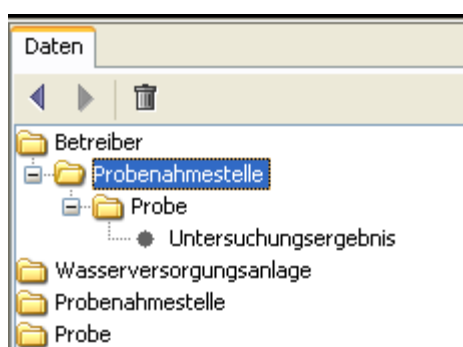 Daten
Betreiber
Probenahmestelle
Probe
Untersuchungsergebnis
Wasserversorgungsanlage
Probenahmestelle
Probe